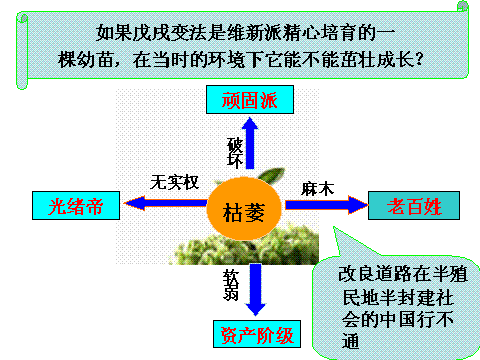 如果戊戌变法是维新派精心培育的一
棵幼苗，在当时的环境下它能不能茁壮成长？
顽固派
破坏
无实权
麻木
光绪帝
枯萎
老百姓
软弱
资产阶级
改良道路在半殖
民地半封建社
会的中国行不
通